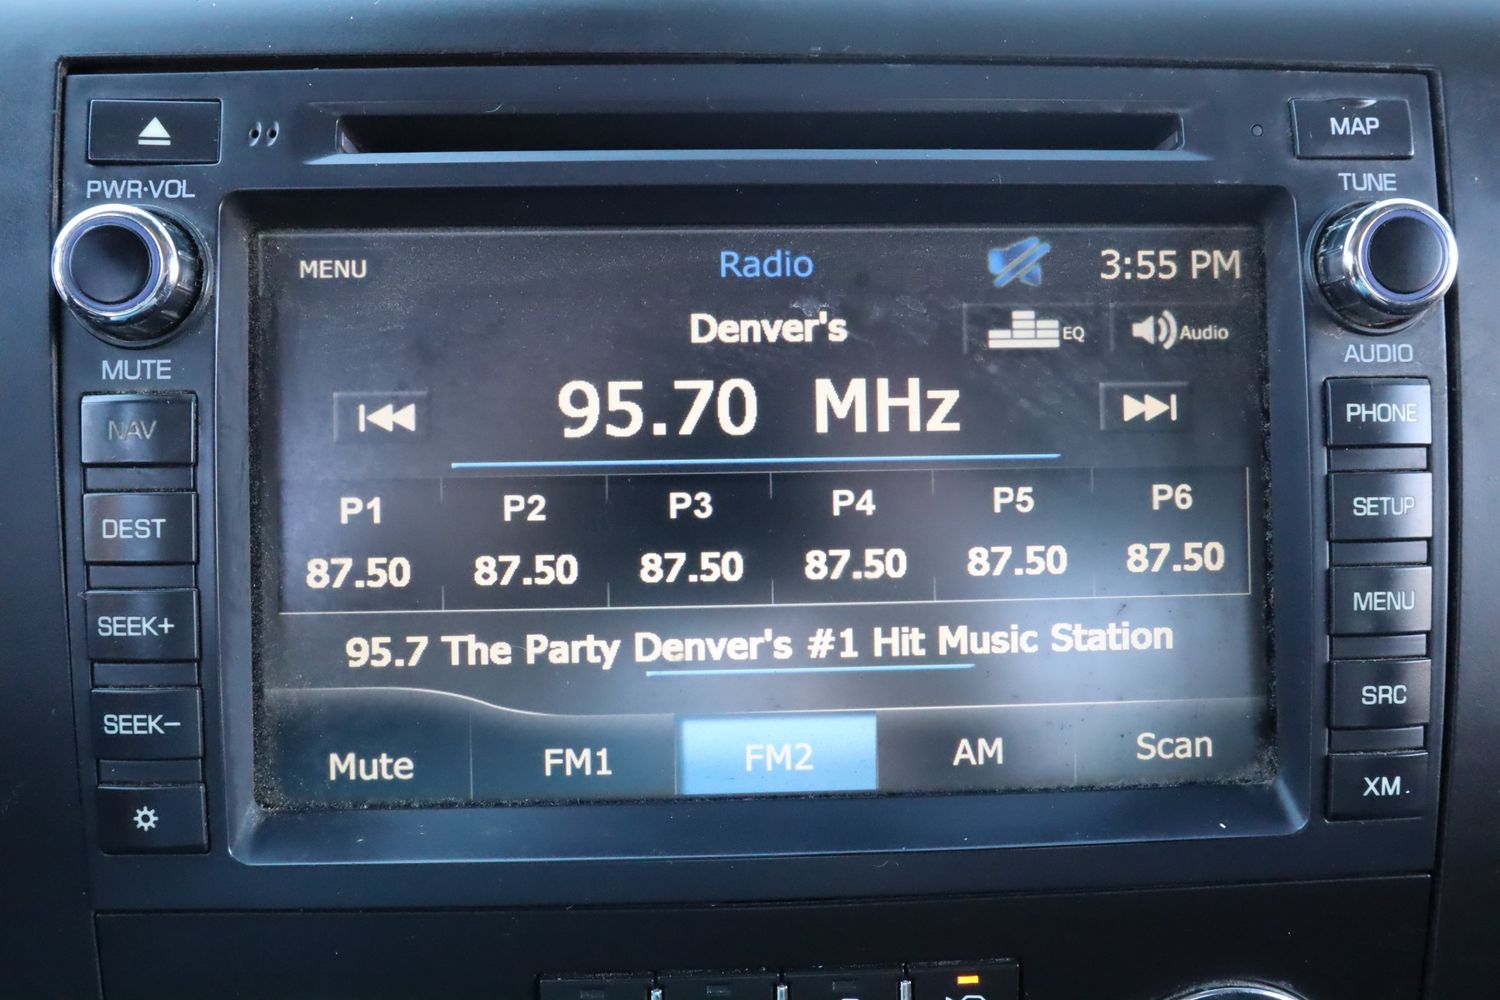 MAP
PWR·VOL
TUNE
MENU
Radio
3:55 PM
Denver's
EQ
Audio
MUTE
AUDIO
95.70 MHz
NAV
PHONE
P1 P2 P3 P4 P5 P6
87.50 87.50 87.50 87.50 87.50 87.50
DEST
SETUP
SEEK+
MENU
95.7 The Party Denver's #1 Hit Music Station
SEEK-
SRC
Mute FM1 FM2 AM Scan
XM